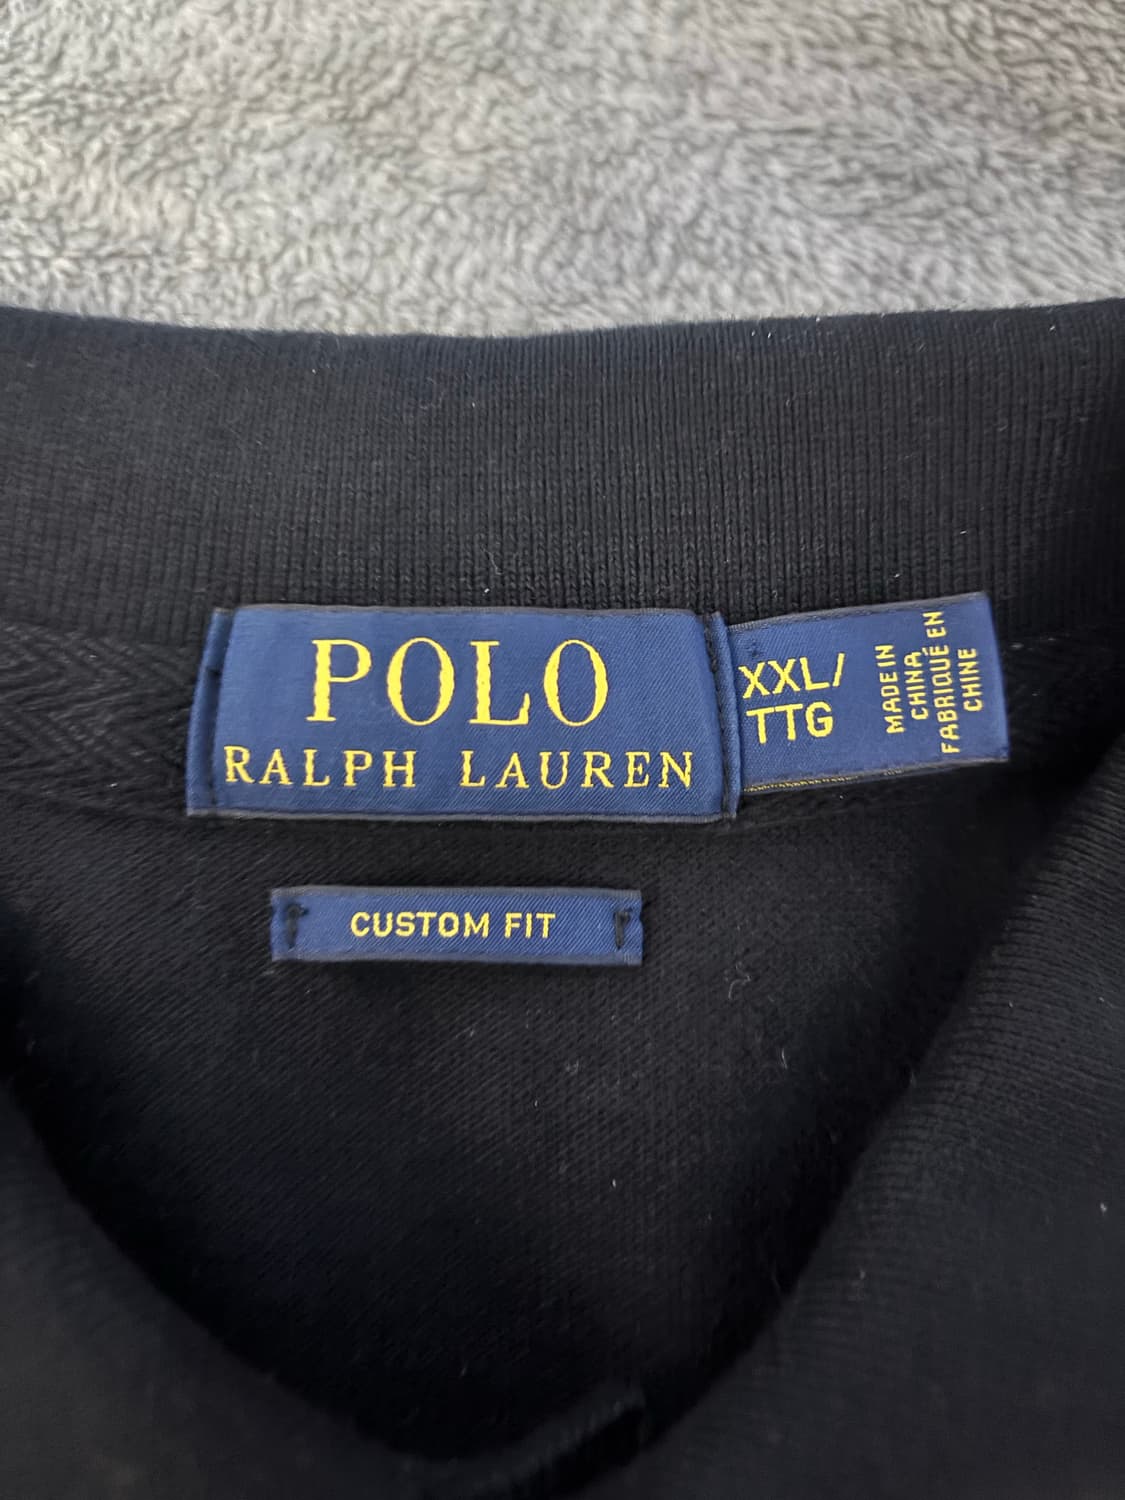 POLO
RALPH LAUREN
XXL/
TTG
MADE IN
CHINA
FABRIQUÉ EN
CHINE
CUSTOM FIT